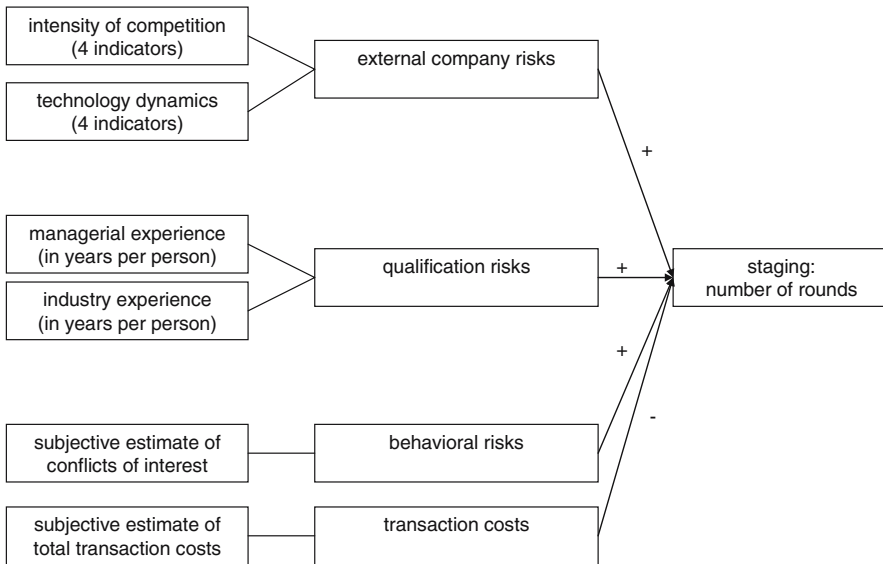 intensity of competition
(4 indicators)
external company risks
technology dynamics
(4 indicators)
+
managerial experience
(in years per person)
qualification risks
+
staging:
number of rounds
industry experience
(in years per person)
+
-
subjective estimate of
conflicts of interest
behavioral risks
subjective estimate of
total transaction costs
transaction costs